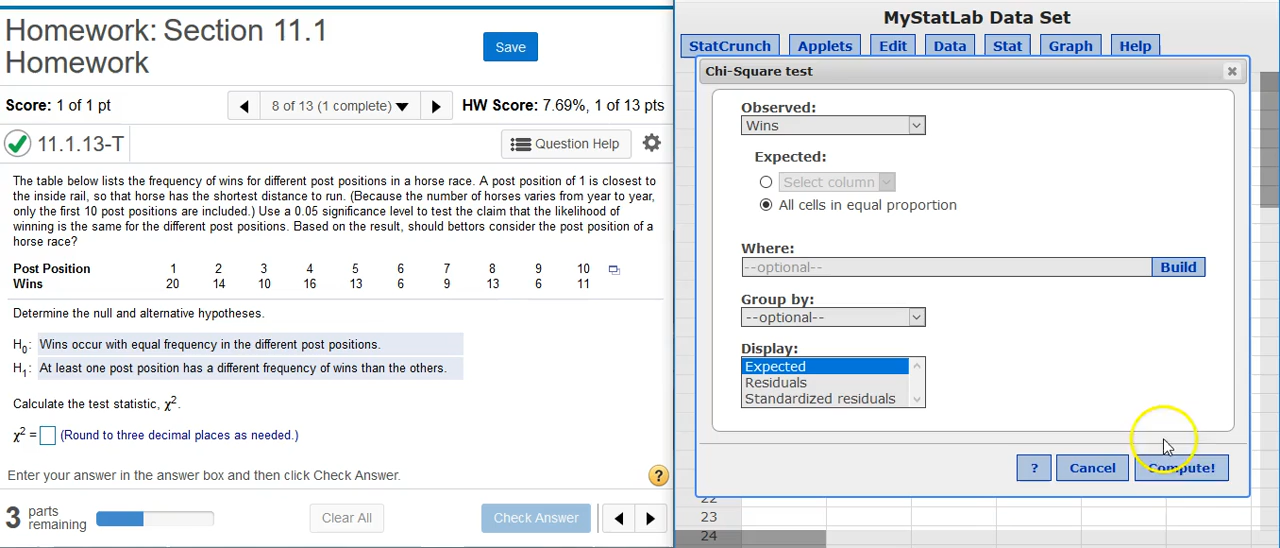 Homework: Section 11.1
Homework
Save
Score: 1 of 1 pt
8 of 13 (1 complete)
HW Score: 7.69%, 1 of 13 pts
11.1.13-T
Question Help
The table below lists the frequency of wins for different post positions in a horse race. A post position of 1 is closest to
the inside rail, so that horse has the shortest distance to run. (Because the number of horses varies from year to year,
only the first 10 post positions are included.) Use a 0.05 significance level to test the claim that the likelihood of
winning is the same for the different post positions. Based on the result, should bettors consider the post position of a
horse race?
Post Position 1 2 3 4 5 6 7 8 9 10
Wins 20 14 10 16 13 6 9 13 6 11
Determine the null and alternative hypotheses.
H0: Wins occur with equal frequency in the different post positions.
H1: At least one post position has a different frequency of wins than the others.
Calculate the test statistic, χ².
χ² = (Round to three decimal places as needed.)
Enter your answer in the answer box and then click Check Answer.
?
3 parts
remaining
Clear All
Check Answer
MyStatLab Data Set
StatCrunch Applets Edit Data Stat Graph Help
Chi-Square test
Observed:
Wins
Expected:
Select column
All cells in equal proportion
Where:
--optional--
Build
Group by:
--optional--
Display:
Expected
Residuals
Standardized residuals
? Cancel Compute!
22
23
24